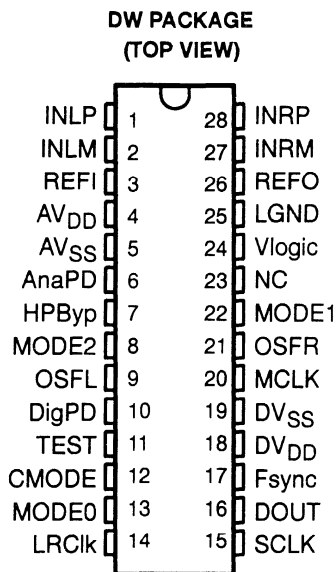 DW PACKAGE
(TOP VIEW)
INLP 1 28 INRP
INLM 2 27 INRM
REFI 3 26 REFO
AVDD 4 25 LGND
AVSS 5 24 Vlogic
AnaPD 6 23 NC
HPByp 7 22 MODE1
MODE2 8 21 OSFR
OSFL 9 20 MCLK
DigPD 10 19 DVSS
TEST 11 18 DVDD
CMODE 12 17 Fsync
MODE0 13 16 DOUT
LRClk 14 15 SCLK